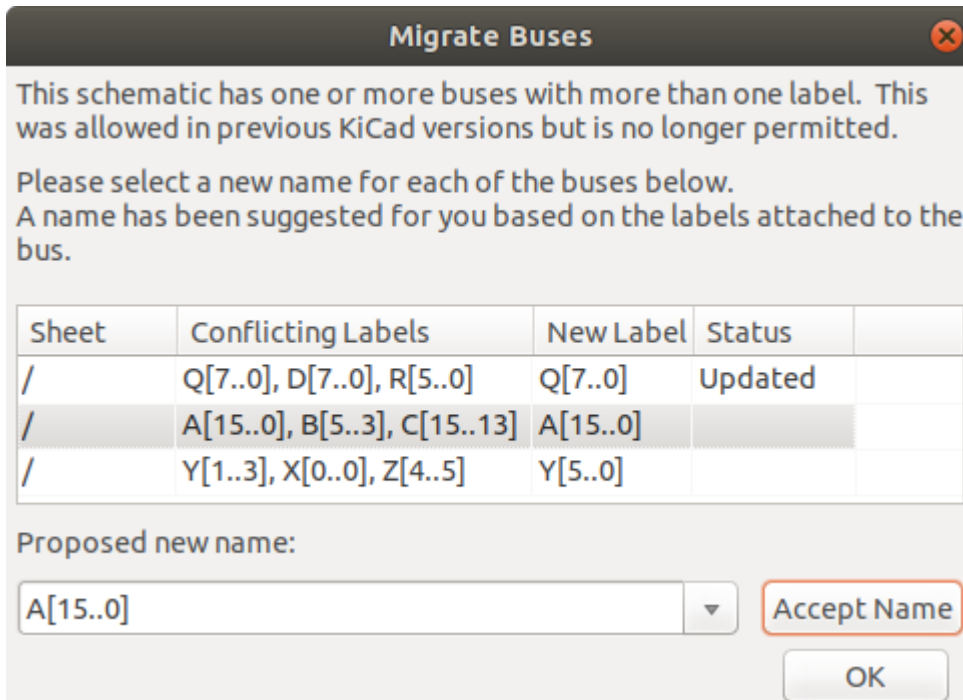 Migrate Buses
This schematic has one or more buses with more than one label.  This
was allowed in previous KiCad versions but is no longer permitted.
Please select a new name for each of the buses below.
A name has been suggested for you based on the labels attached to the
bus.
Sheet Conflicting Labels New Label Status
/ Q[7..0], D[7..0], R[5..0] Q[7..0] Updated
/ A[15..0], B[5..3], C[15..13] A[15..0]
/ Y[1..3], X[0..0], Z[4..5] Y[5..0]
Proposed new name:
A[15..0] Accept Name
OK